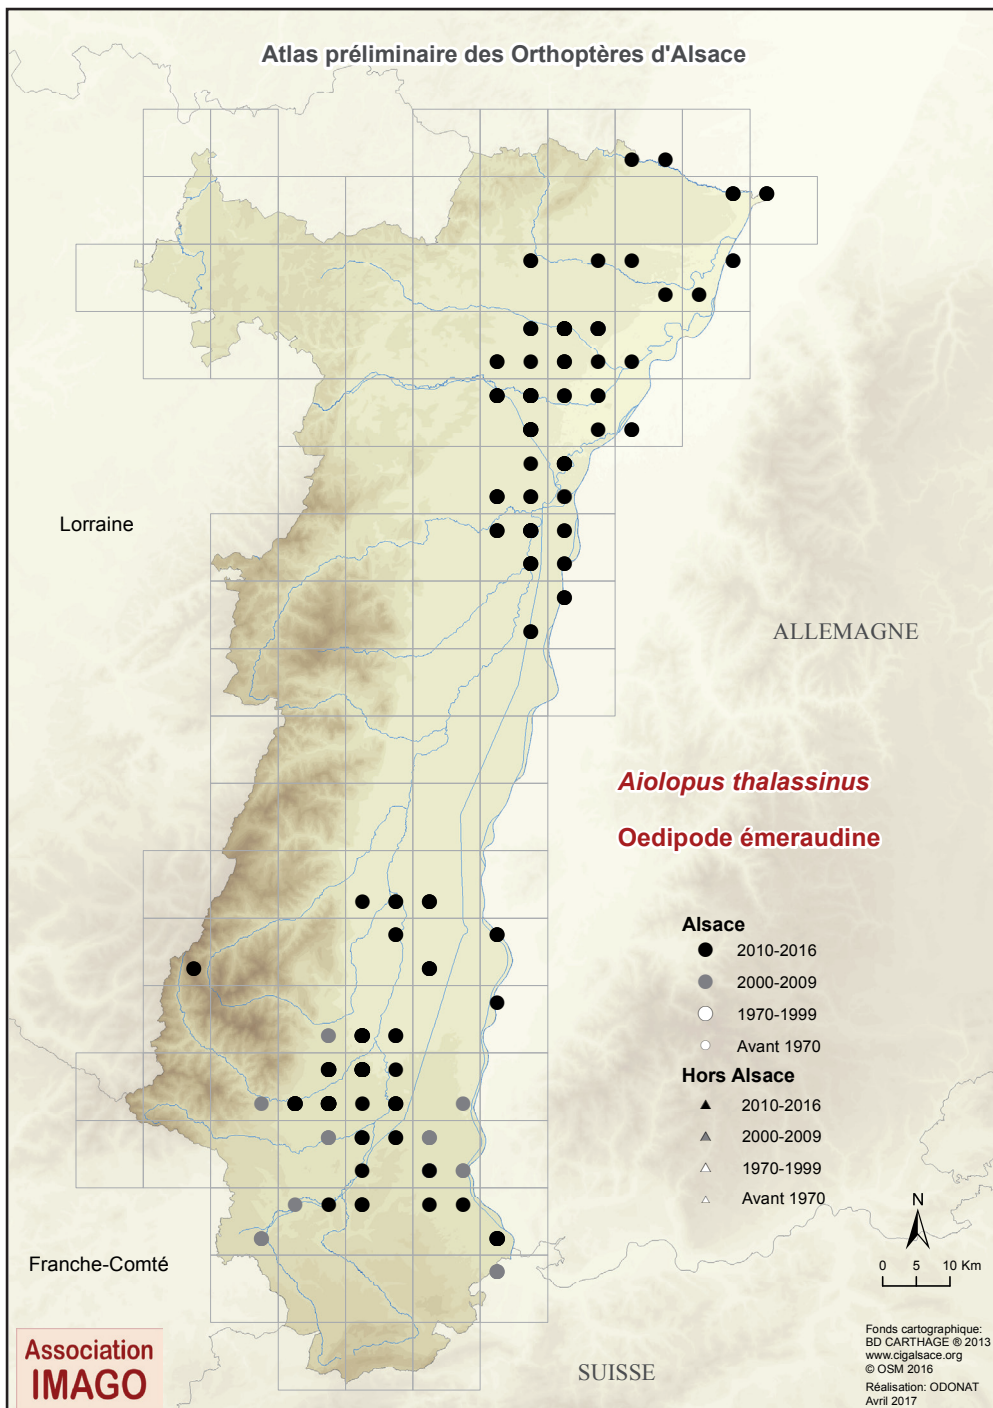 Atlas préliminaire des Orthoptères d'Alsace
Lorraine
ALLEMAGNE
Aiolopus thalassinus
Oedipode émeraudine
Alsace
2010-2016
2000-2009
1970-1999
Avant 1970
Hors Alsace
2010-2016
2000-2009
1970-1999
Avant 1970
N
0 5 10 Km
Franche-Comté
SUISSE
Association
IMAGO
Fonds cartographique:
BD CARTHAGE ® 2013
www.cigalsace.org
© OSM 2016
Réalisation: ODONAT
Avril 2017